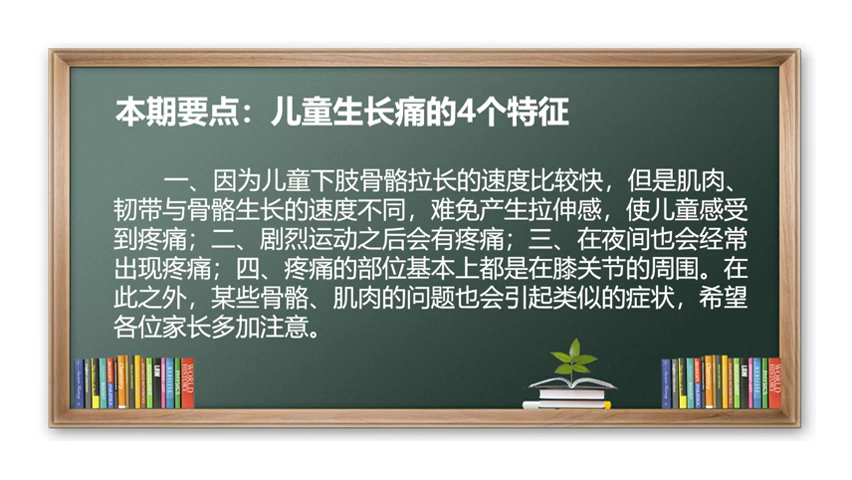 本期要点：儿童生长痛的4个特征
一、因为儿童下肢骨骼拉长的速度比较快，但是肌肉、
韧带与骨骼生长的速度不同，难免产生拉伸感，使儿童感受
到疼痛；二、剧烈运动之后会有疼痛；三、在夜间也会经常
出现疼痛；四、疼痛的部位基本上都是在膝关节的周围。在
此之外，某些骨骼、肌肉的问题也会引起类似的症状，希望
各位家长多加注意。
WORLD HISTORY
WORLD HISTORY